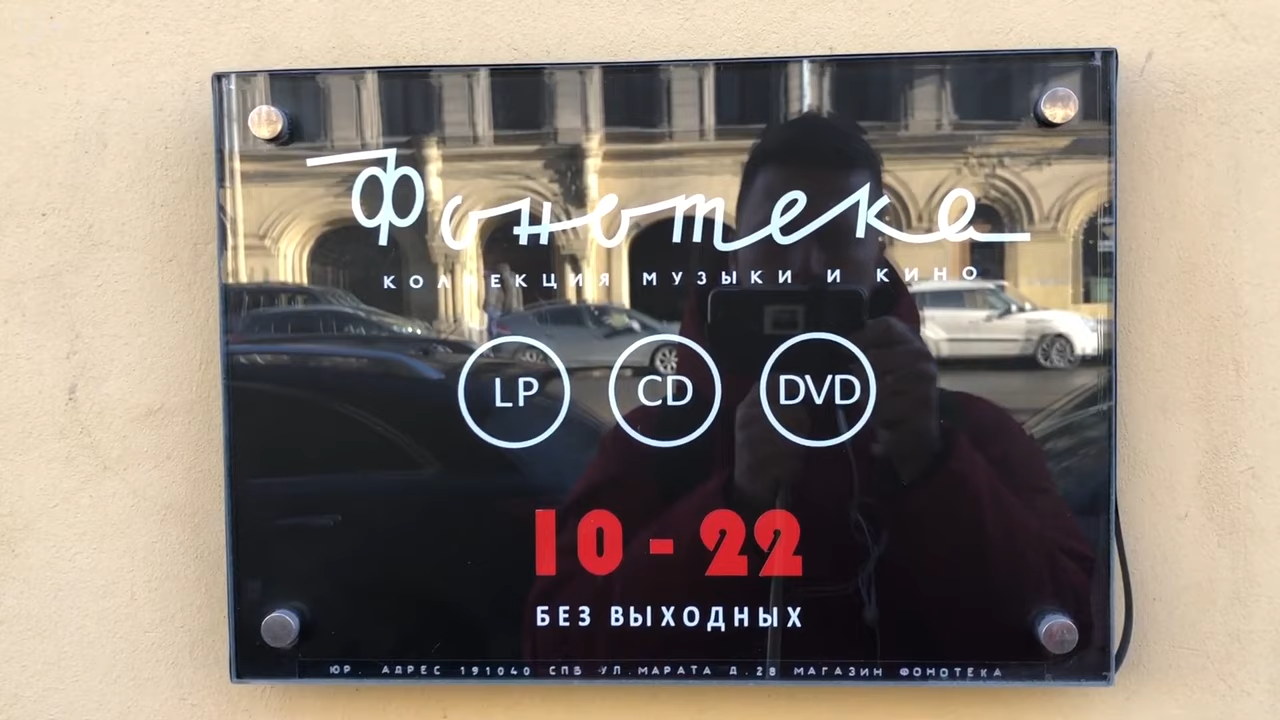 Фонотека
КОЛЛЕКЦИЯ МУЗЫКИ И КИНО
LP CD DVD
10 - 22
БЕЗ ВЫХОДНЫХ
ЮР. АДРЕС 191040 СПБ УЛ.МАРАТА Д.28 МАГАЗИН ФОНОТЕКА